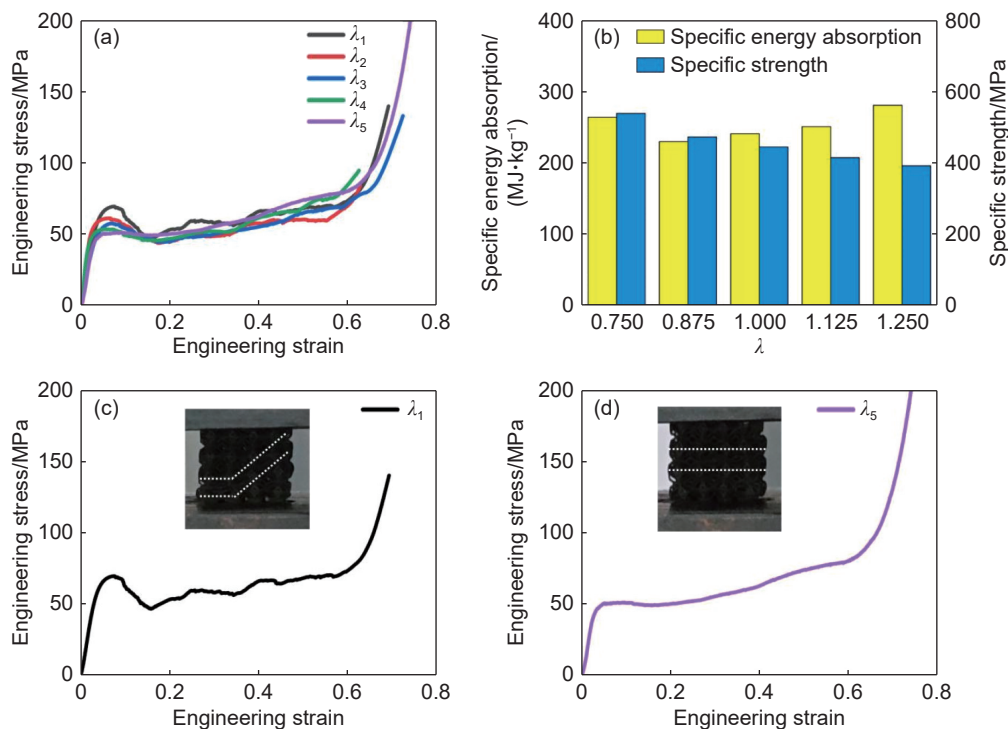 (a)
λ1
λ2
λ3
λ4
λ5
200
150
100
50
0
0
0.2
0.4
0.6
0.8
Engineering stress/MPa
Engineering strain
(b)
Specific energy absorption
Specific strength
400
300
200
100
0
800
600
400
200
0
0.750
0.875
1.000
1.125
1.250
λ
Specific energy absorption/
(MJ·kg⁻¹)
Specific strength/MPa
(c)
λ1
200
150
100
50
0
0
0.2
0.4
0.6
0.8
Engineering stress/MPa
Engineering strain
(d)
λ5
200
150
100
50
0
0
0.2
0.4
0.6
0.8
Engineering stress/MPa
Engineering strain